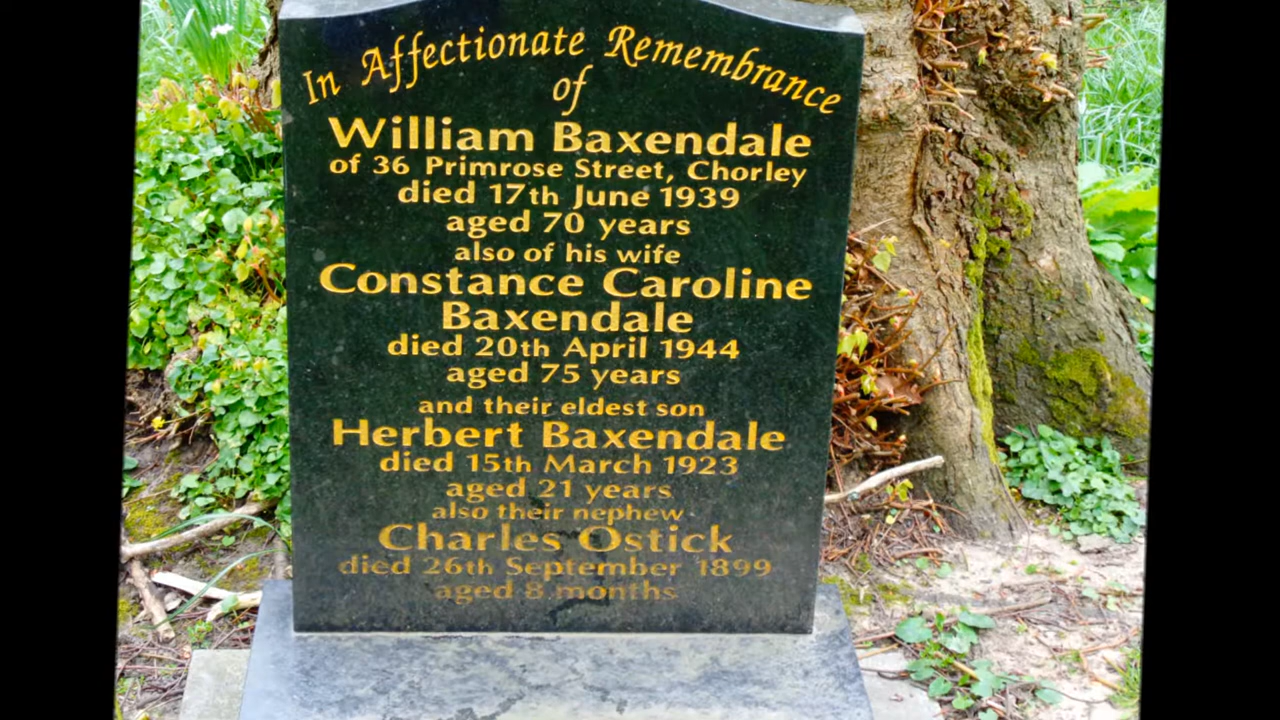 In Affectionate Remembrance
of
William Baxendale
of 36 Primrose Street, Chorley
died 17th June 1939
aged 70 years
also of his wife
Constance Caroline
Baxendale
died 20th April 1944
aged 75 years
and their eldest son
Herbert Baxendale
died 15th March 1923
aged 21 years
also their nephew
Charles Ostick
died 26th September 1899
aged 8 months